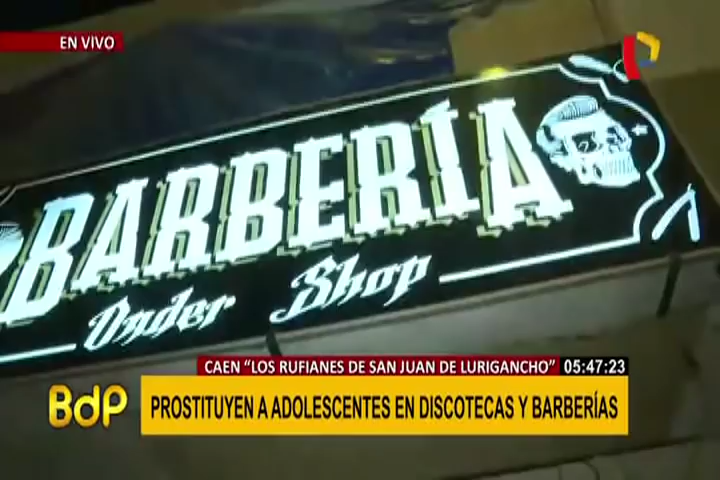 EN VIVO
BARBERÍA
Onder Shop
CAEN "LOS RUFIANES DE SAN JUAN DE LURIGANCHO" 05:47:23
BdP PROSTITUYEN A ADOLESCENTES EN DISCOTECAS Y BARBERÍAS